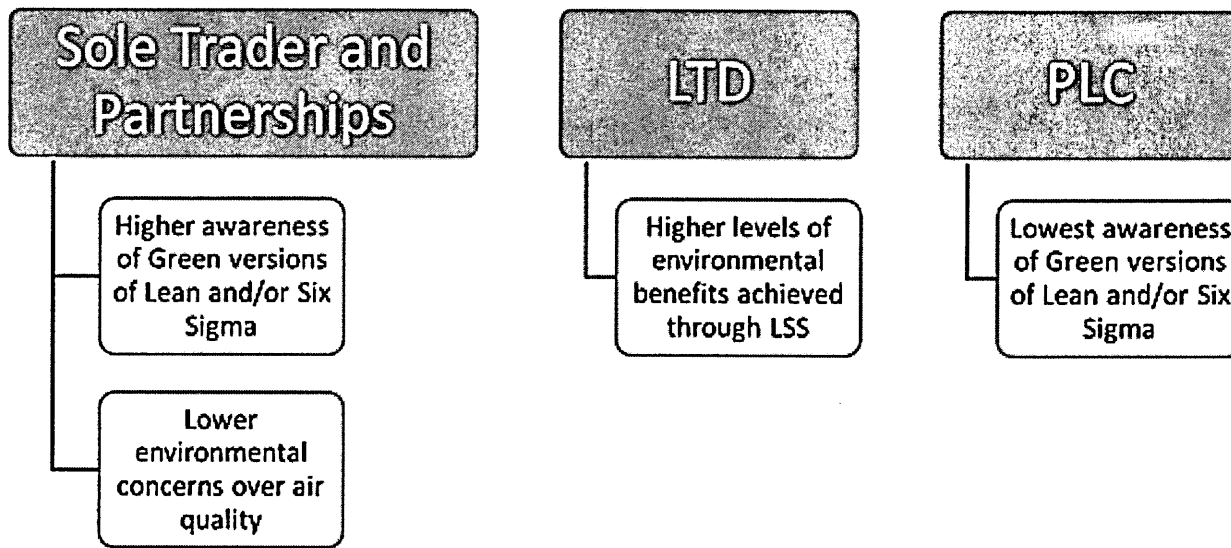 Sole Trader and
Partnerships
Higher awareness
of Green versions
of Lean and/or Six
Sigma
Lower
environmental
concerns over air
quality
LTD
Higher levels of
environmental
benefits achieved
through LSS
PLC
Lowest awareness
of Green versions
of Lean and/or Six
Sigma